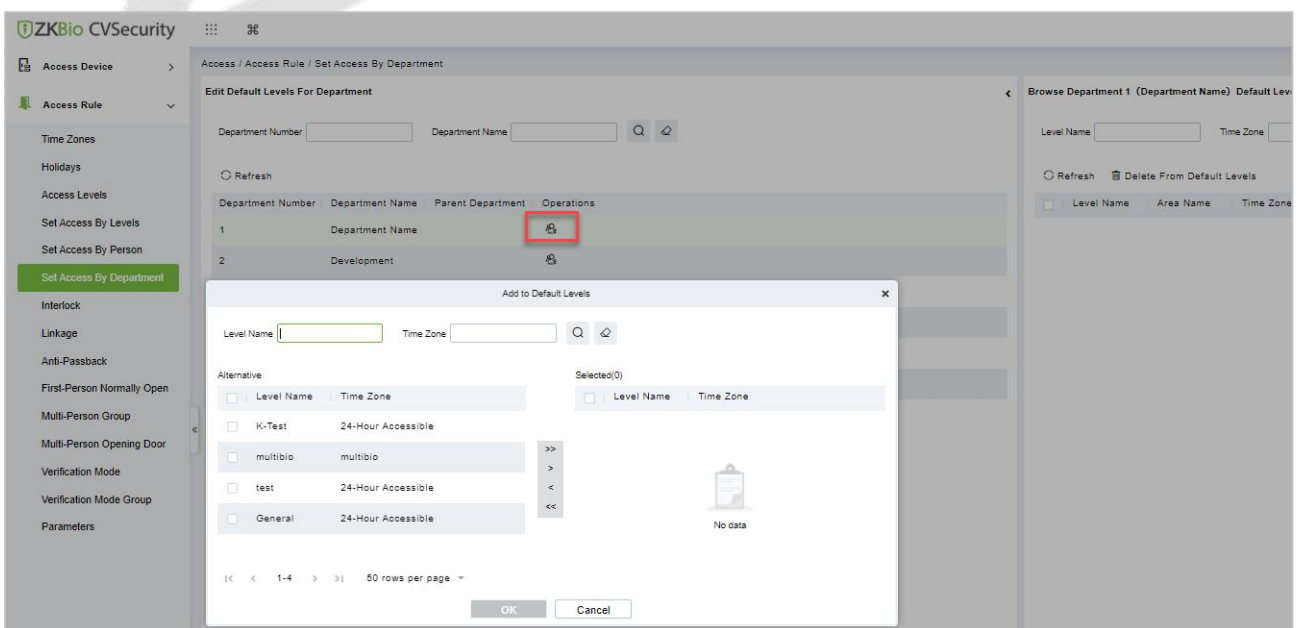 ZKBio CVSecurity
Access Device
Access Rule
Time Zones
Holidays
Access Levels
Set Access By Levels
Set Access By Person
Set Access By Department
Interlock
Linkage
Anti-Passback
First-Person Normally Open
Multi-Person Group
Multi-Person Opening Door
Verification Mode
Verification Mode Group
Parameters
Access / Access Rule / Set Access By Department
Edit Default Levels For Department
Department Number Department Name
Refresh
Department Number Department Name Parent Department Operations
1 Department Name
2 Development
Browse Department 1 (Department Name) Default Lev
Level Name Time Zone
Refresh Delete From Default Levels
Level Name Area Name Time Zone
Add to Default Levels
Level Name Time Zone
Alternative
Level Name Time Zone
K-Test 24-Hour Accessible
multibio multibio
test 24-Hour Accessible
General 24-Hour Accessible
>>
>
<
<<
Selected(0)
Level Name Time Zone
No data
|< < 1-4 > >| 50 rows per page
OK Cancel